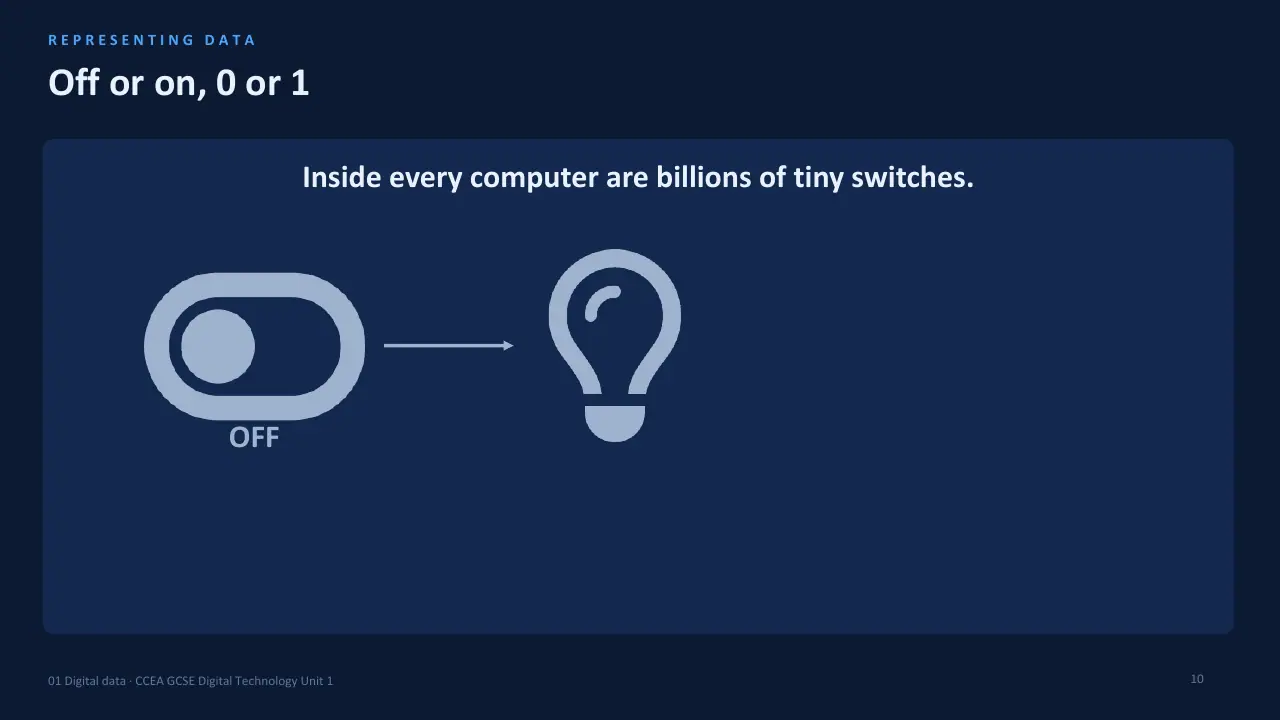 REPRESENTING DATA
Off or on, 0 or 1
Inside every computer are billions of tiny switches.
OFF
01 Digital data · CCEA GCSE Digital Technology Unit 1
10